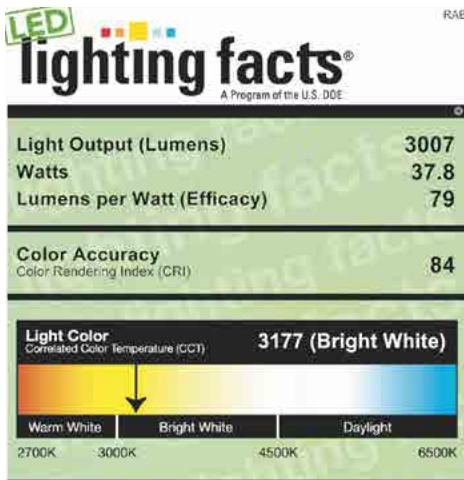 RAB
LED
lighting facts®
A Program of the U.S. DOE
Light Output (Lumens) 3007
Watts 37.8
Lumens per Watt (Efficacy) 79
Color Accuracy 84
Color Rendering Index (CRI)
Light Color
Correlated Color Temperature (CCT) 3177 (Bright White)
Warm White Bright White Daylight
2700K 3000K 4500K 6500K